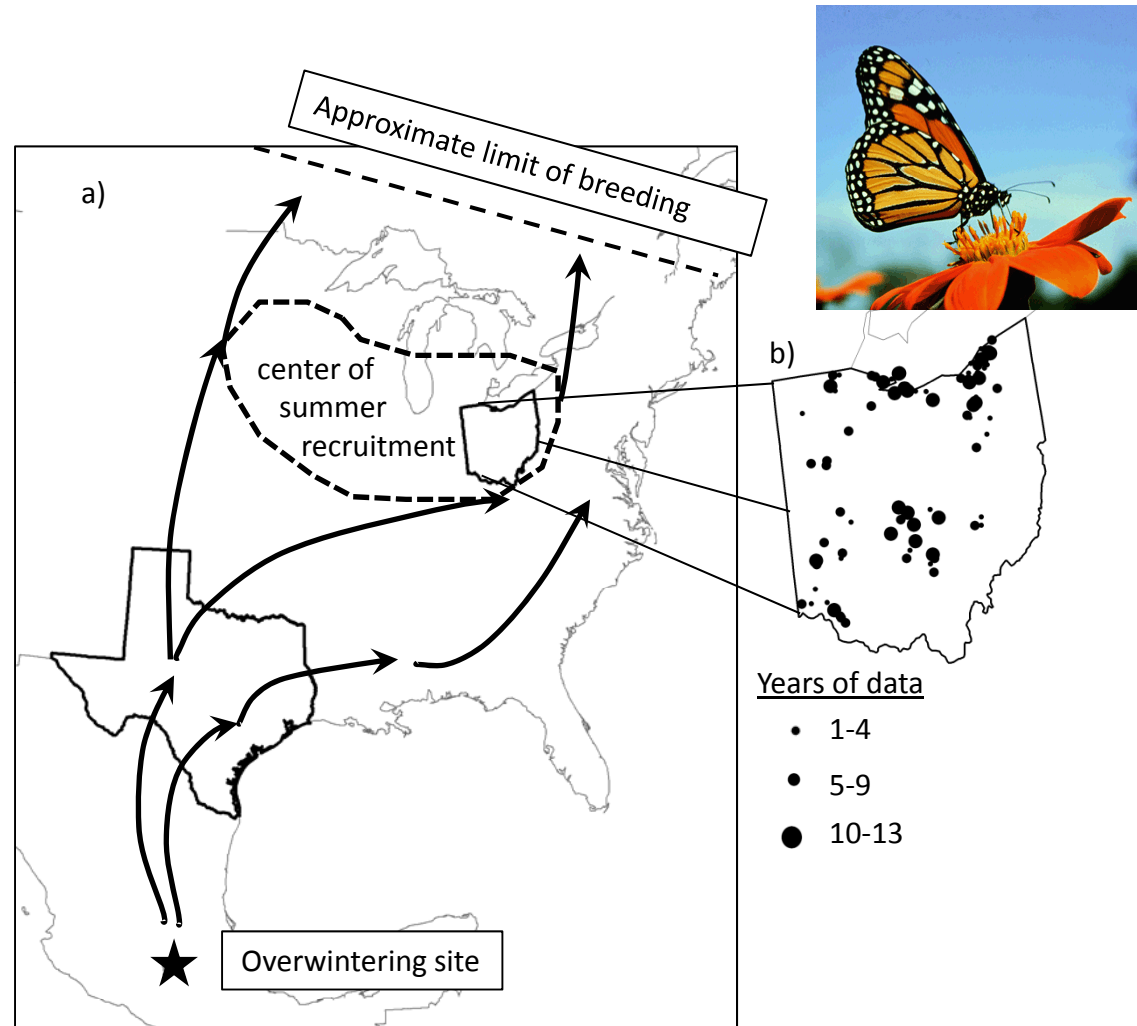 Approximate limit of breeding
a)
center of
summer
recruitment
Overwintering site
b)
Years of data
1-4
5-9
10-13